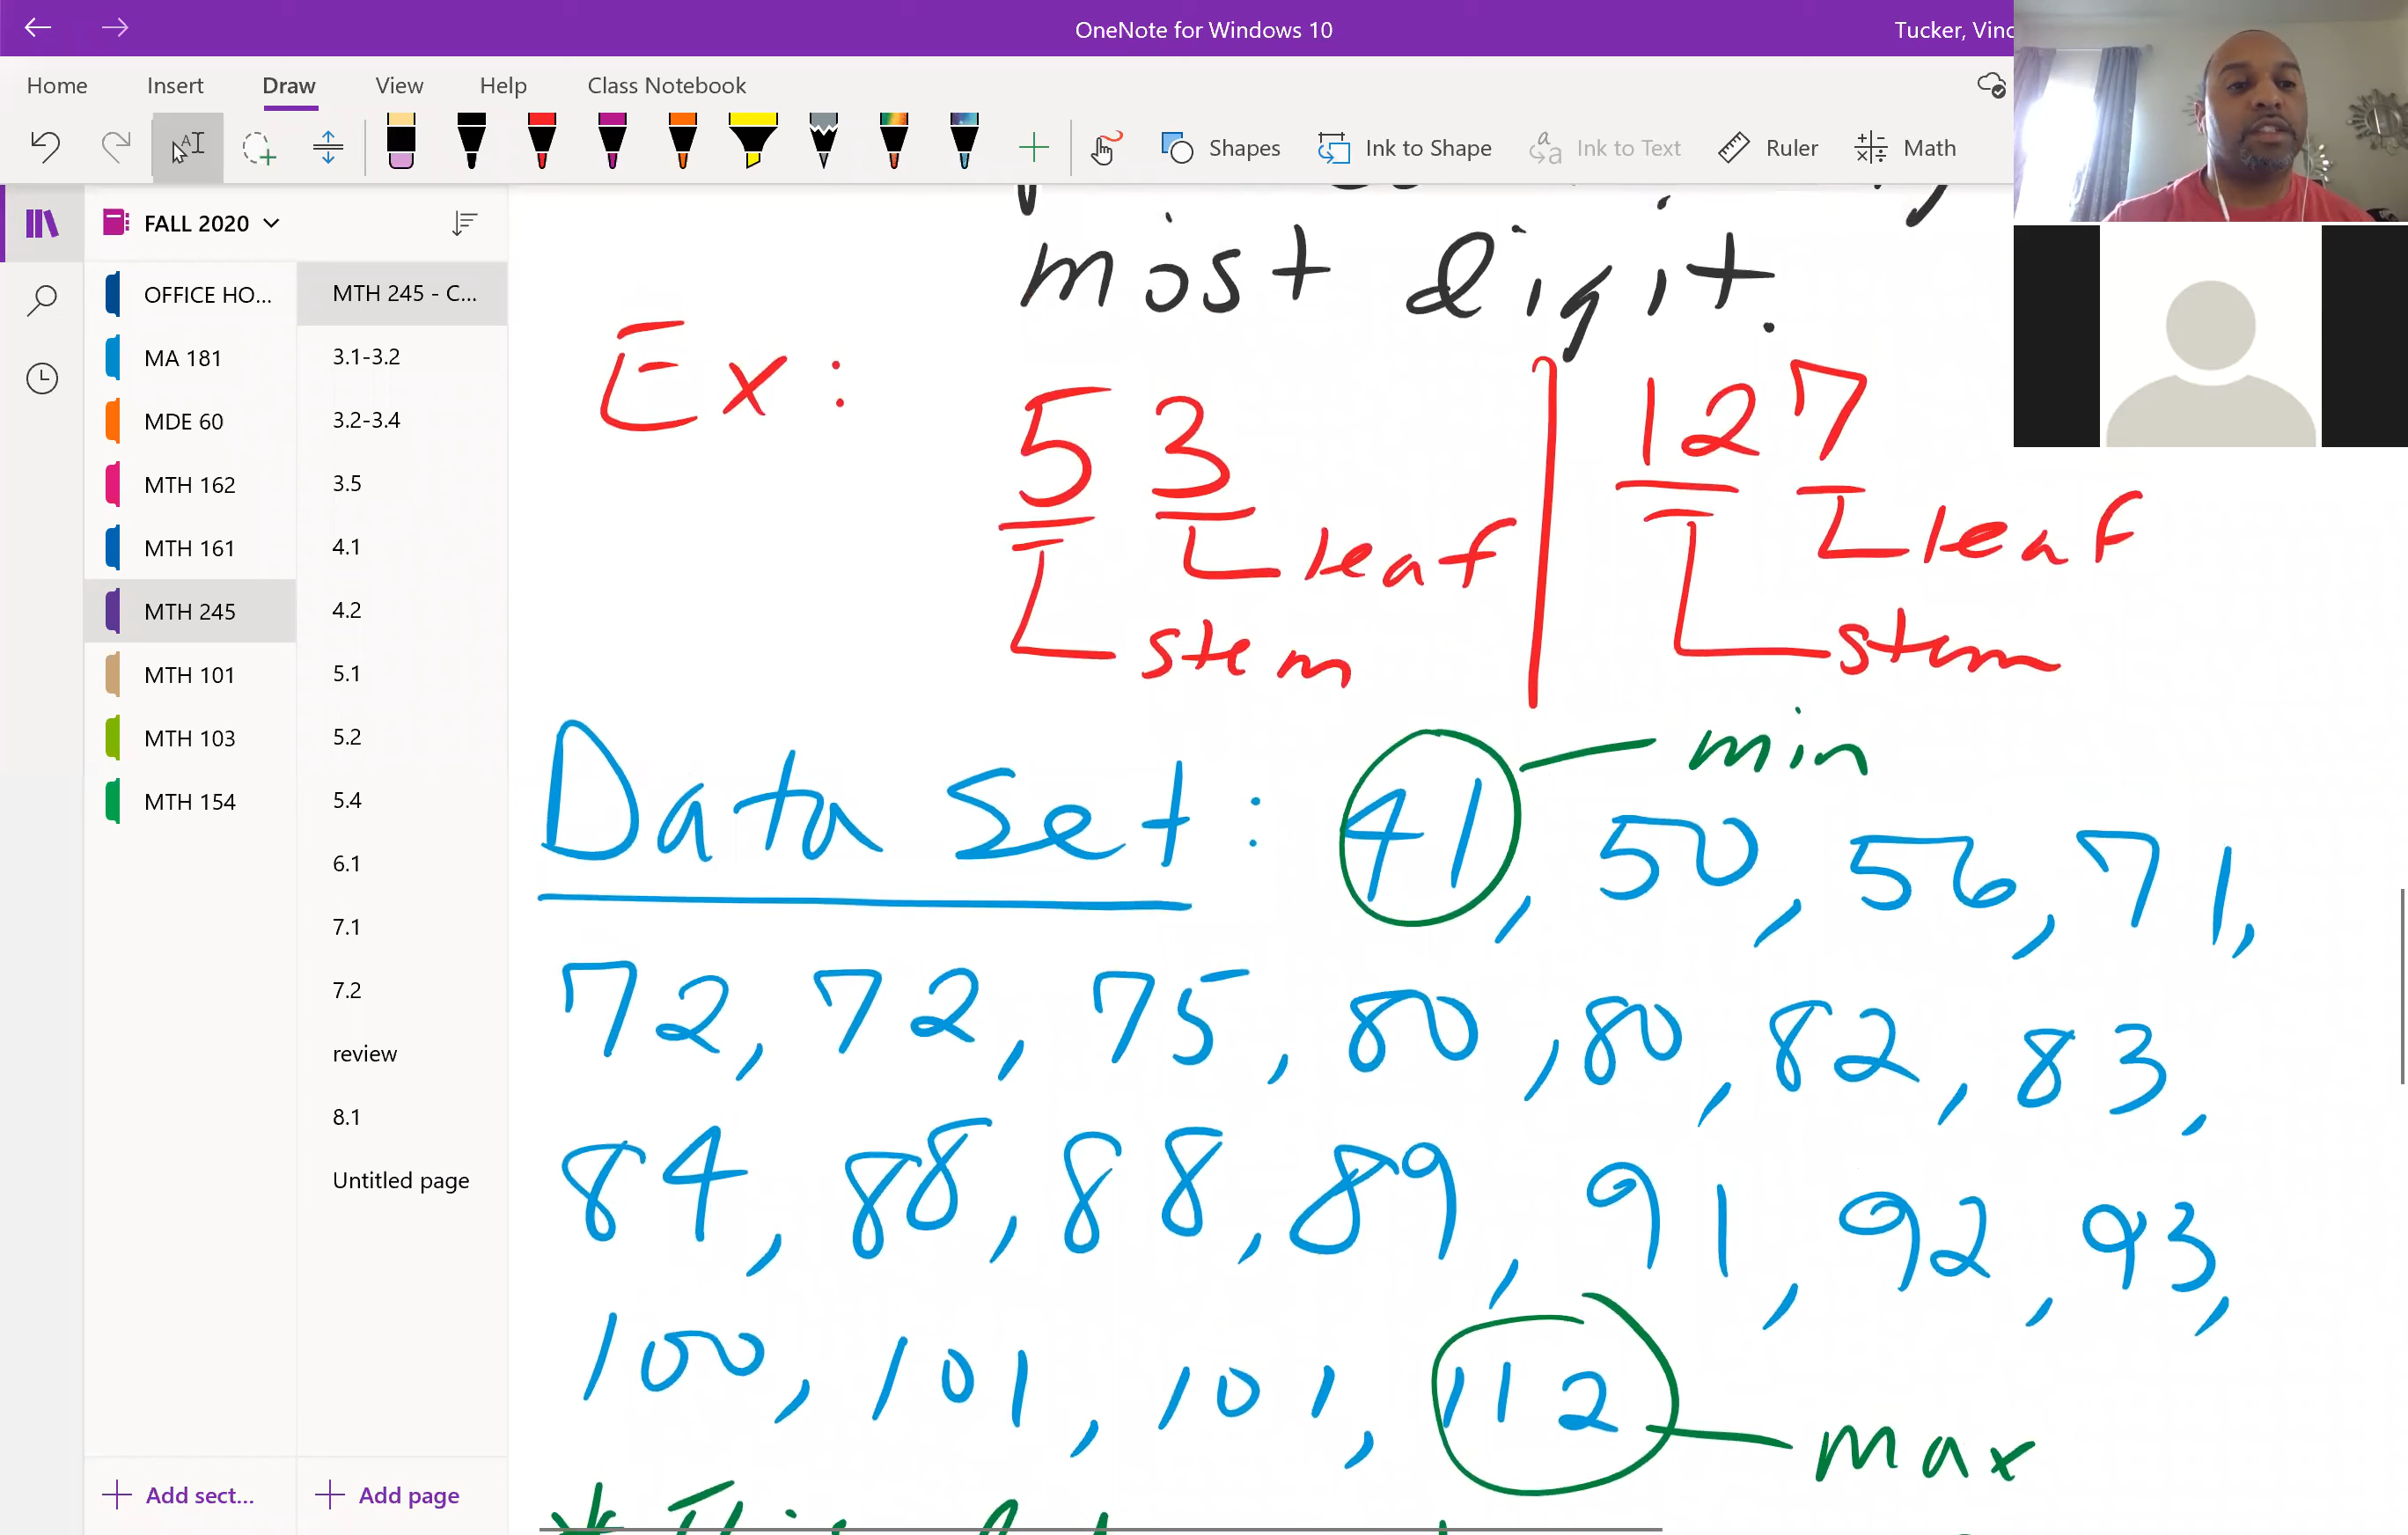 OneNote for Windows 10
Tucker, Vinc
Home Insert Draw View Help Class Notebook
Shapes Ink to Shape Ink to Text Ruler Math
FALL 2020
OFFICE HO...
MA 181
MDE 60
MTH 162
MTH 161
MTH 245
MTH 101
MTH 103
MTH 154
Add sect...
MTH 245 - C...
3.1-3.2
3.2-3.4
3.5
4.1
4.2
5.1
5.2
5.4
6.1
7.1
7.2
review
8.1
Untitled page
Add page
most digit.
Ex: 53 127
leaf leaf
stem stem
min
Data Set: 41, 50, 56, 71,
72, 72, 75, 80, 80, 82, 83,
84, 88, 88, 89, 91, 92, 93,
100, 101, 101, 112
max